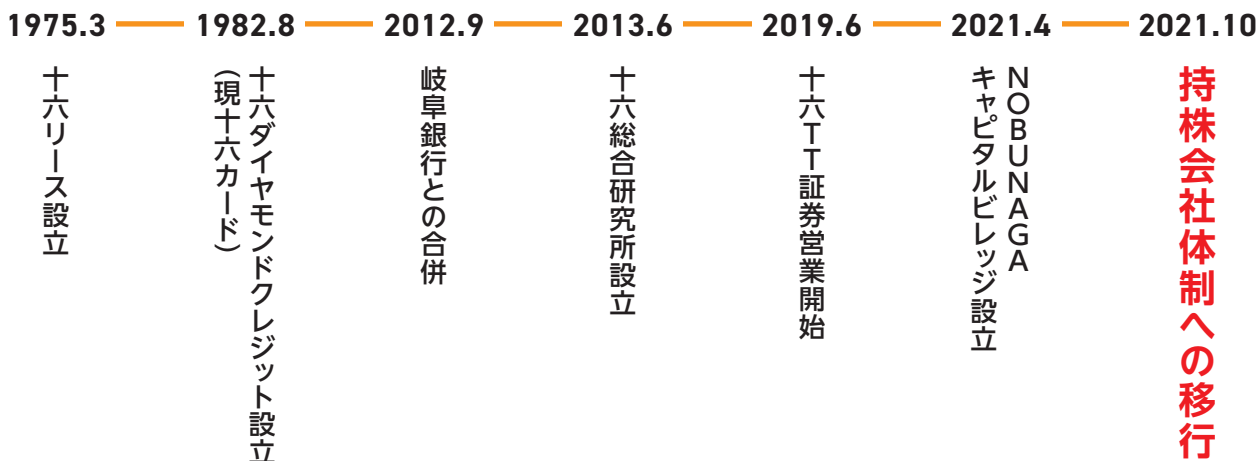 1975.3
十六リース設立
1982.8
十六ダイヤモンドクレジット設立
（現十六カード）
2012.9
岐阜銀行との合併
2013.6
十六総合研究所設立
2019.6
十六TT証券営業開始
2021.4
NOBUNAGA
キャピタルビレッジ設立
2021.10
持株会社体制への移行